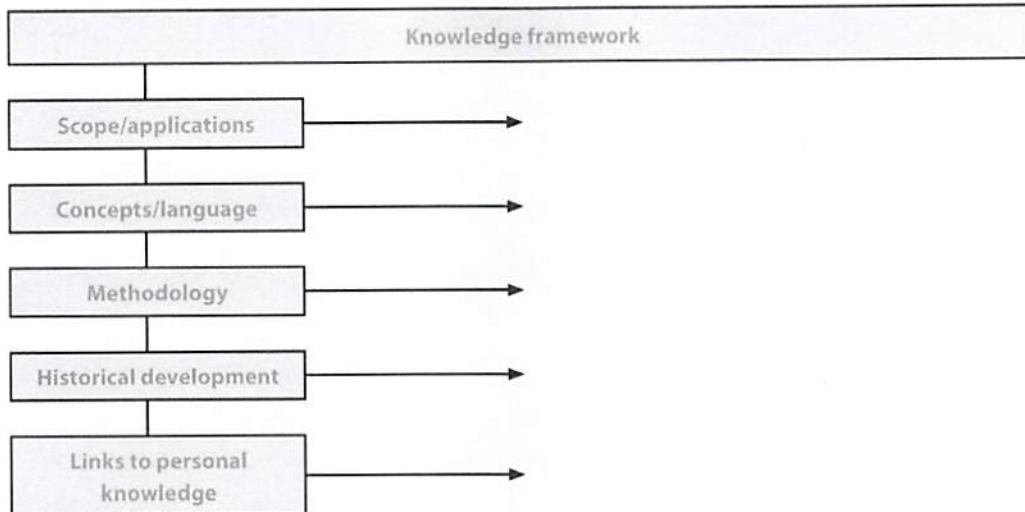 Knowledge framework
Scope/applications
Concepts/language
Methodology
Historical development
Links to personal
knowledge